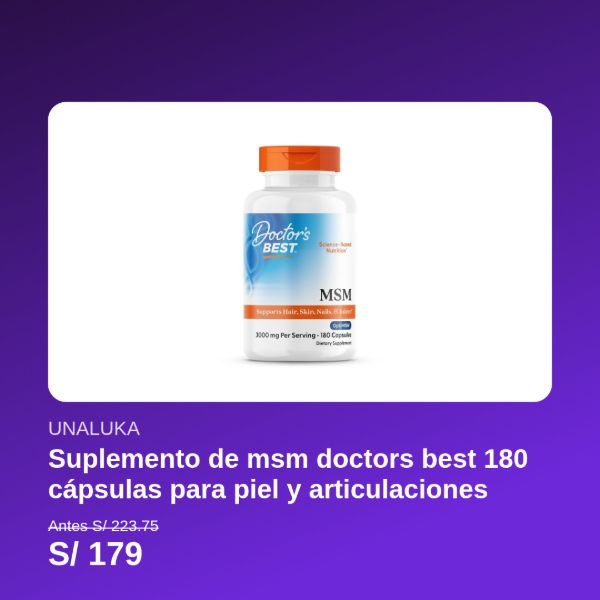 Doctor's
BEST
Science-Based
Nutrition
MSM
Supports Hair, Skin, Nails, & Joints
OptiMSM
3000 mg Per Serving - 180 Capsules
Dietary Supplement
UNALUKA
Suplemento de msm doctors best 180
cápsulas para piel y articulaciones
Antes S/ 223.75
S/ 179